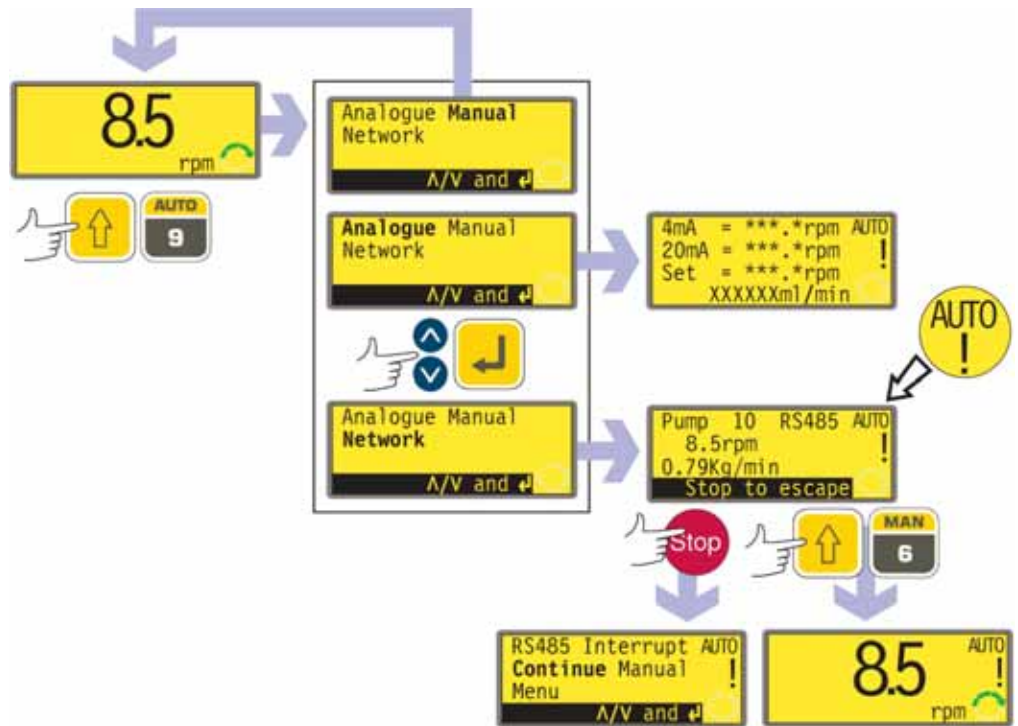 8.5
rpm
AUTO
9
Analogue Manual
Network
Λ/V and ↵
Analogue Manual
Network
Λ/V and ↵
4mA = ***.*rpm AUTO
20mA = ***.*rpm !
Set = ***.*rpm
XXXXXXml/min
AUTO
!
Analogue Manual
Network
Λ/V and ↵
Pump 10 RS485 AUTO
8.5rpm !
0.79Kg/min
Stop to escape
Stop
MAN
6
RS485 Interrupt AUTO
Continue Manual !
Menu
Λ/V and ↵
8.5 AUTO
!
rpm